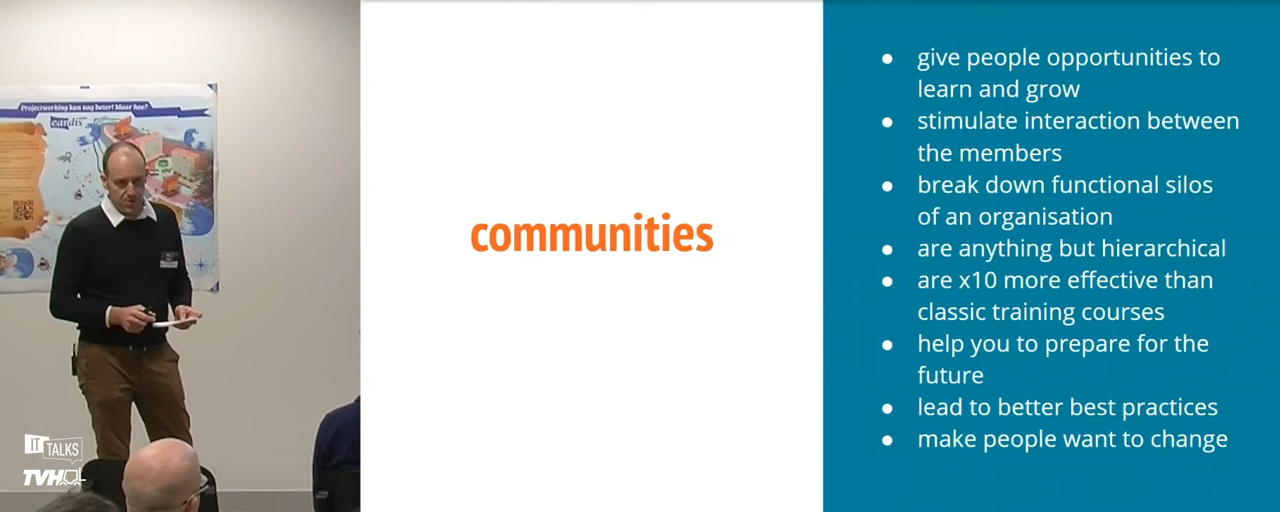 Projectwerking kan nog beter! Maar hoe?
eandis
IT TALKS
TVH
communities
● give people opportunities to
learn and grow
● stimulate interaction between
the members
● break down functional silos
of an organisation
● are anything but hierarchical
● are x10 more effective than
classic training courses
● help you to prepare for the
future
● lead to better best practices
● make people want to change